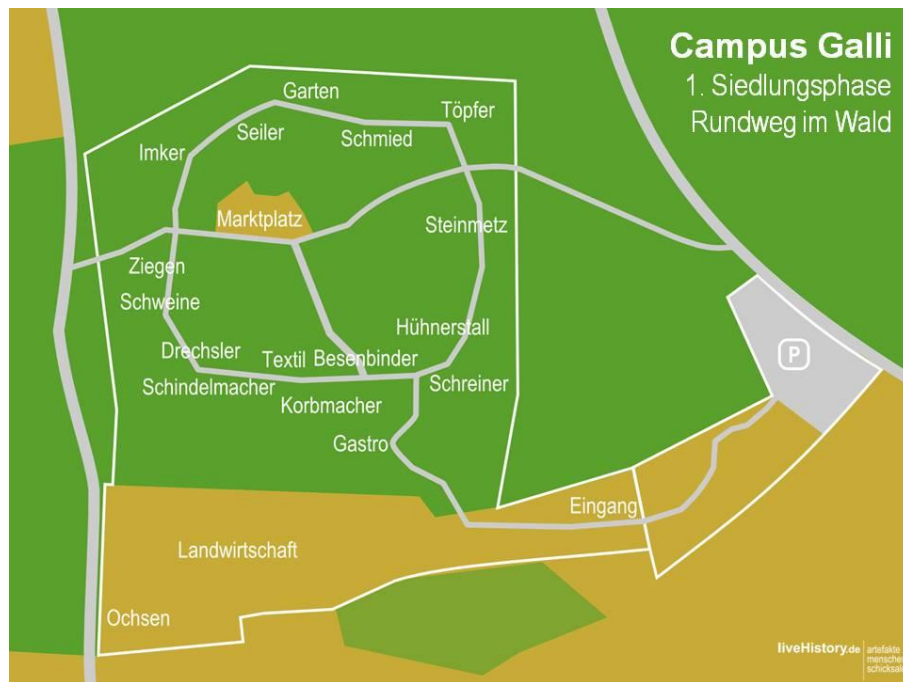 Campus Galli
1. Siedlungsphase
Rundweg im Wald
Garten
Töpfer
Seiler
Schmied
Imker
Marktplatz
Steinmetz
Ziegen
Schweine
Hühnerstall
Drechsler
Textil
Besenbinder
Schindelmacher
Schreiner
Korbmacher
Gastro
P
Eingang
Landwirtschaft
Ochsen
liveHistory.de
artefakte
menschen
schicksale